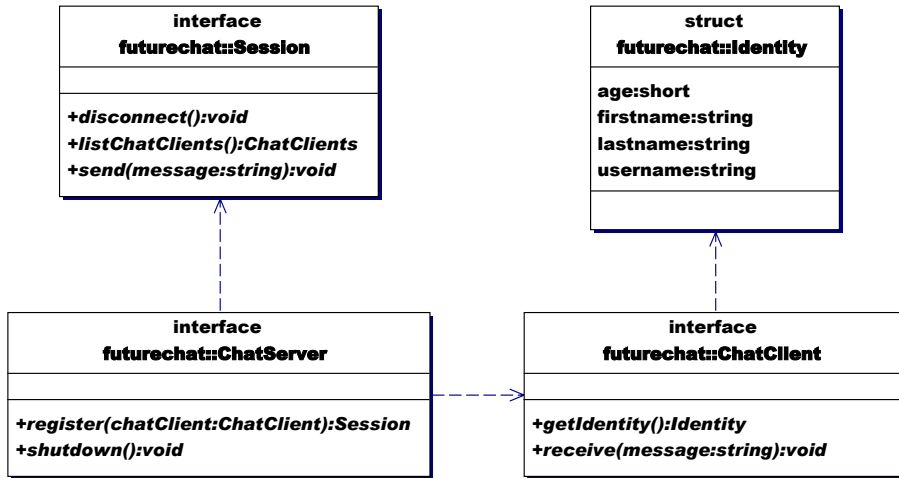 interface
futurechat::Session
+disconnect():void
+listChatClients():ChatClients
+send(message:string):void
struct
futurechat::Identity
age:short
firstname:string
lastname:string
username:string
interface
futurechat::ChatServer
+register(chatClient:ChatClient):Session
+shutdown():void
interface
futurechat::ChatClient
+getIdentity():Identity
+receive(message:string):void